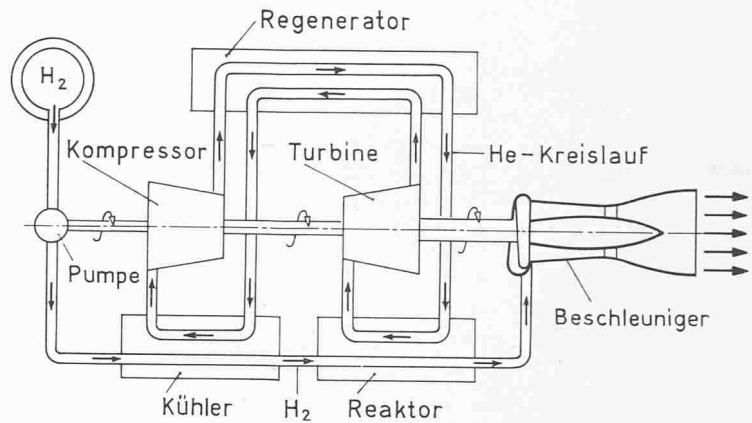 Regenerator
H₂
Kompressor
Turbine
He-Kreislauf
Pumpe
Beschleuniger
Kühler
H₂
Reaktor